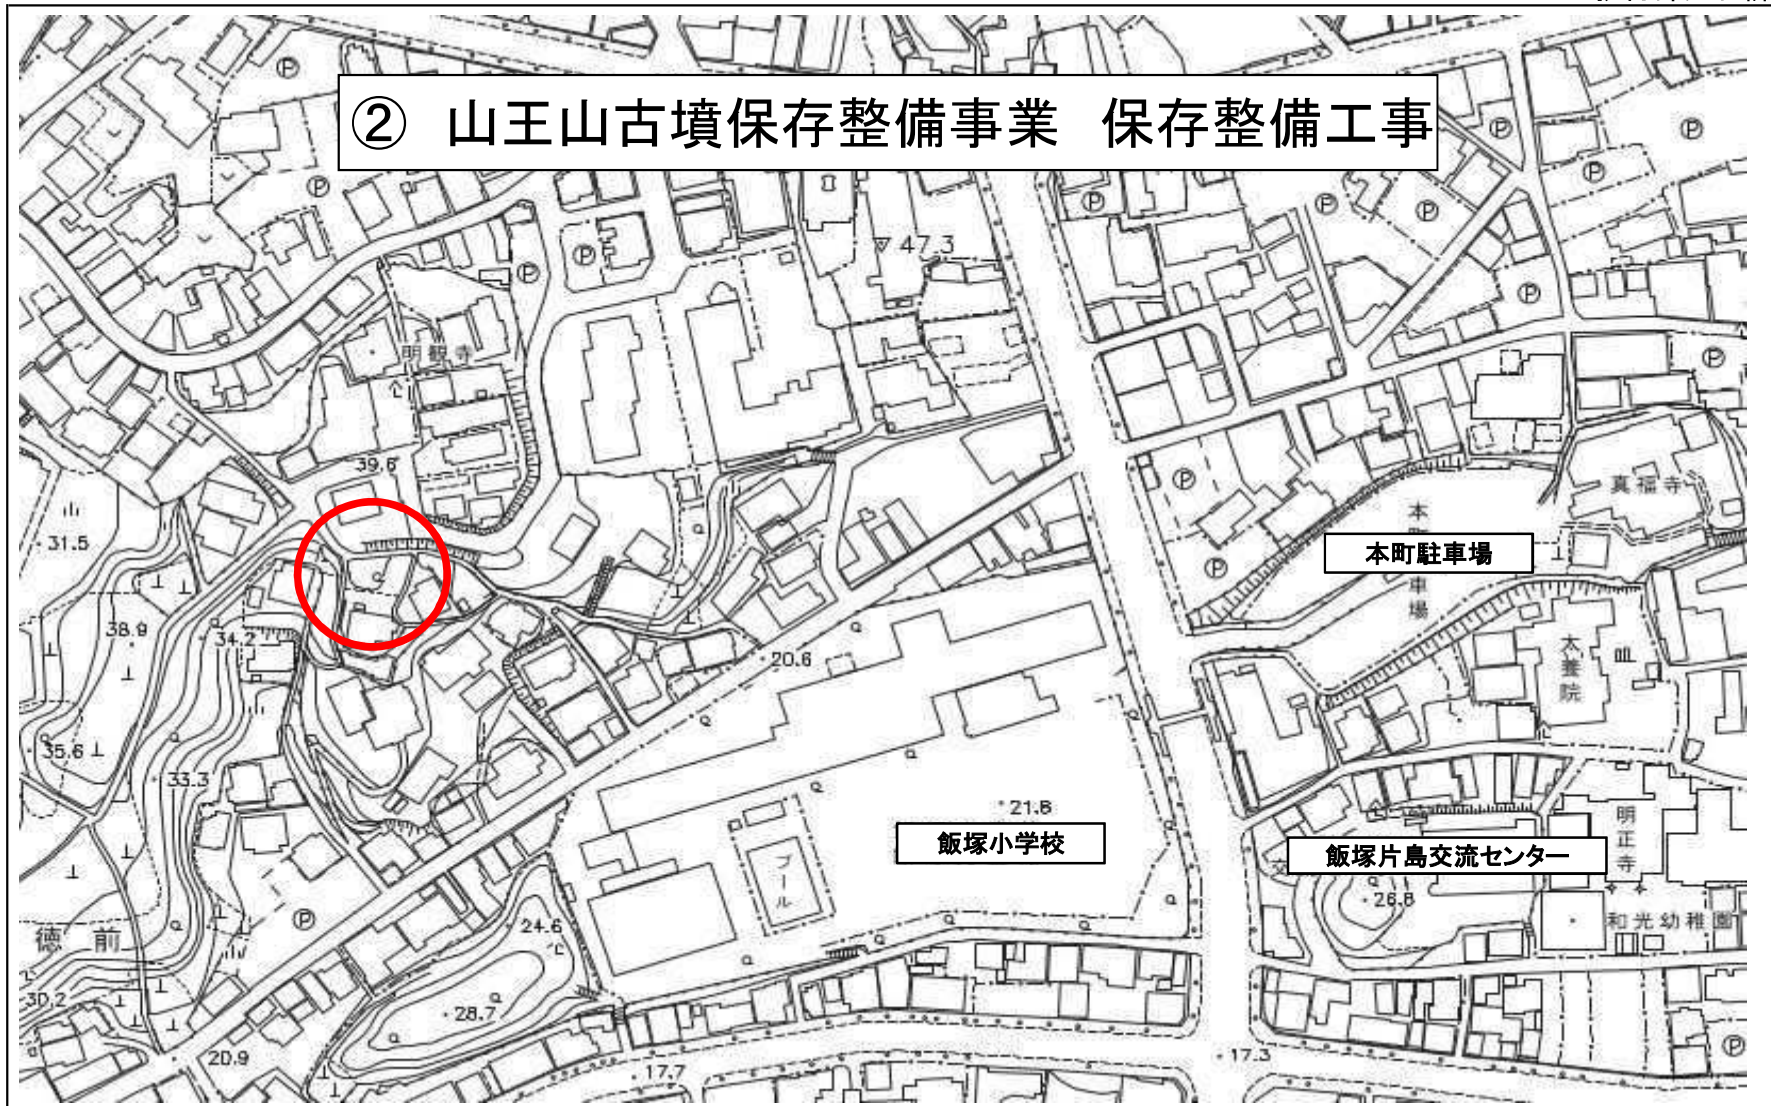 ② 山王山古墳保存整備事業 保存整備工事
47.3
明観寺
39.6
真福寺
31.5
本町駐車場
車場
38.9
34.2
太養院
20.6
35.6
33.3
21.8
飯塚小学校
プール
飯塚片島交流センター
明正寺
26.8
和光幼稚園
徳前
24.6
30.2
28.7
20.9
17.7
17.3